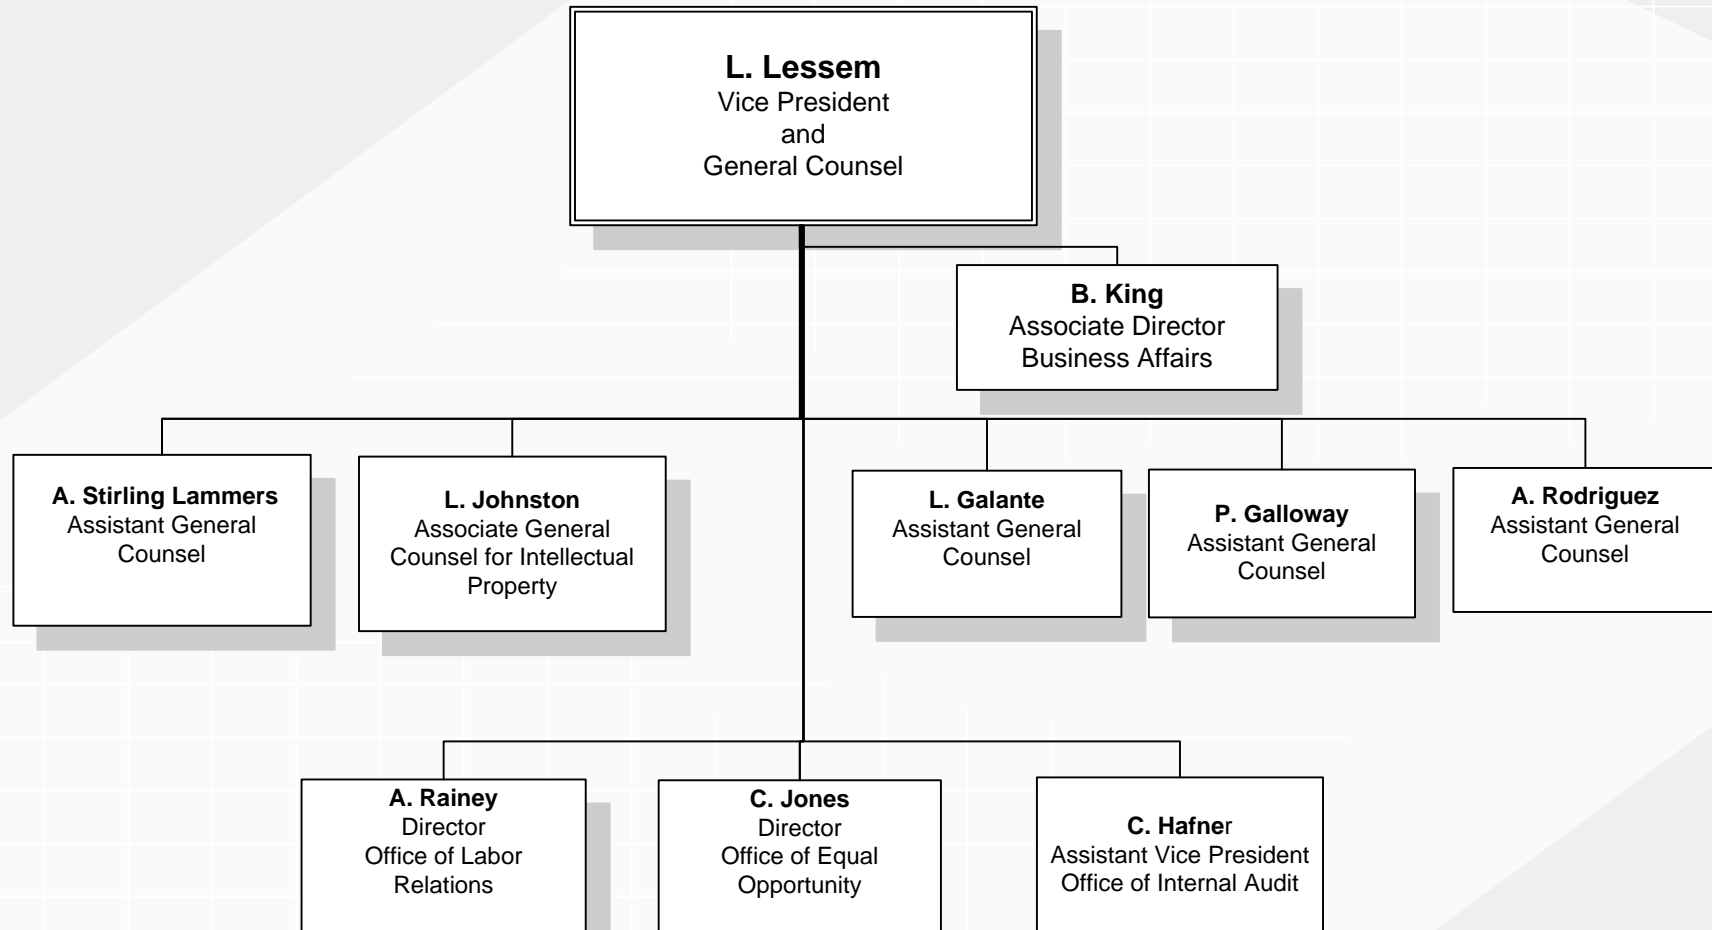 L. Lessem
Vice President
and
General Counsel
B. King
Associate Director
Business Affairs
A. Stirling Lammers
Assistant General
Counsel
L. Johnston
Associate General
Counsel for Intellectual
Property
L. Galante
Assistant General
Counsel
P. Galloway
Assistant General
Counsel
A. Rodriguez
Assistant General
Counsel
A. Rainey
Director
Office of Labor
Relations
C. Jones
Director
Office of Equal
Opportunity
C. Hafner
Assistant Vice President
Office of Internal Audit